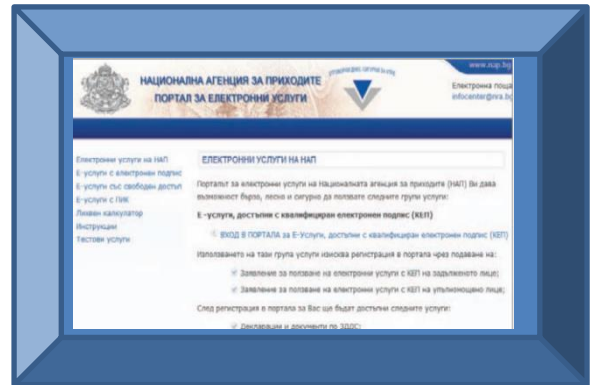 www.nap.bg
НАЦИОНАЛНА АГЕНЦИЯ ЗА ПРИХОДИТЕ
ПОРТАЛ ЗА ЕЛЕКТРОННИ УСЛУГИ
Електронна поща
infocenter@nra.bg
Електронни услуги на НАП
Е-услуги с електронен подпис
Е-услуги със свободен достъп
Е-услуги с ПИК
Лихвен калкулатор
Инструкции
Тестови услуги
ЕЛЕКТРОННИ УСЛУГИ НА НАП
Порталът за електронни услуги на Националната агенция за приходите (НАП) Ви дава
възможност бързо, лесно и сигурно да ползвате следните групи услуги:
Е -услуги, достъпни с квалифициран електронен подпис (КЕП)
ВХОД В ПОРТАЛА за Е-Услуги, достъпни с квалифициран електронен подпис (КЕП)
Използването на тази група услуги изисква регистрация в портала чрез подаване на:
Заявление за ползване на електронни услуги с КЕП на задълженото лице;
Заявление за ползване на електронни услуги с КЕП на упълномощено лице;
След регистрация в портала за Вас ще бъдат достъпни следните услуги:
Декларации и документи по ЗДДС: